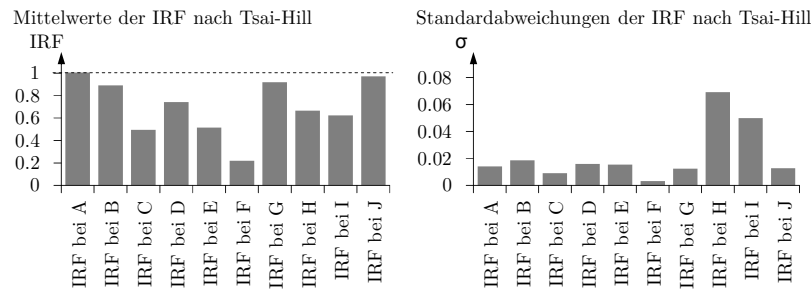 Mittelwerte der IRF nach Tsai-Hill
IRF
1
0.8
0.6
0.4
0.2
0
IRF bei A
IRF bei B
IRF bei C
IRF bei D
IRF bei E
IRF bei F
IRF bei G
IRF bei H
IRF bei I
IRF bei J
Standardabweichungen der IRF nach Tsai-Hill
σ
0.08
0.06
0.04
0.02
0
IRF bei A
IRF bei B
IRF bei C
IRF bei D
IRF bei E
IRF bei F
IRF bei G
IRF bei H
IRF bei I
IRF bei J